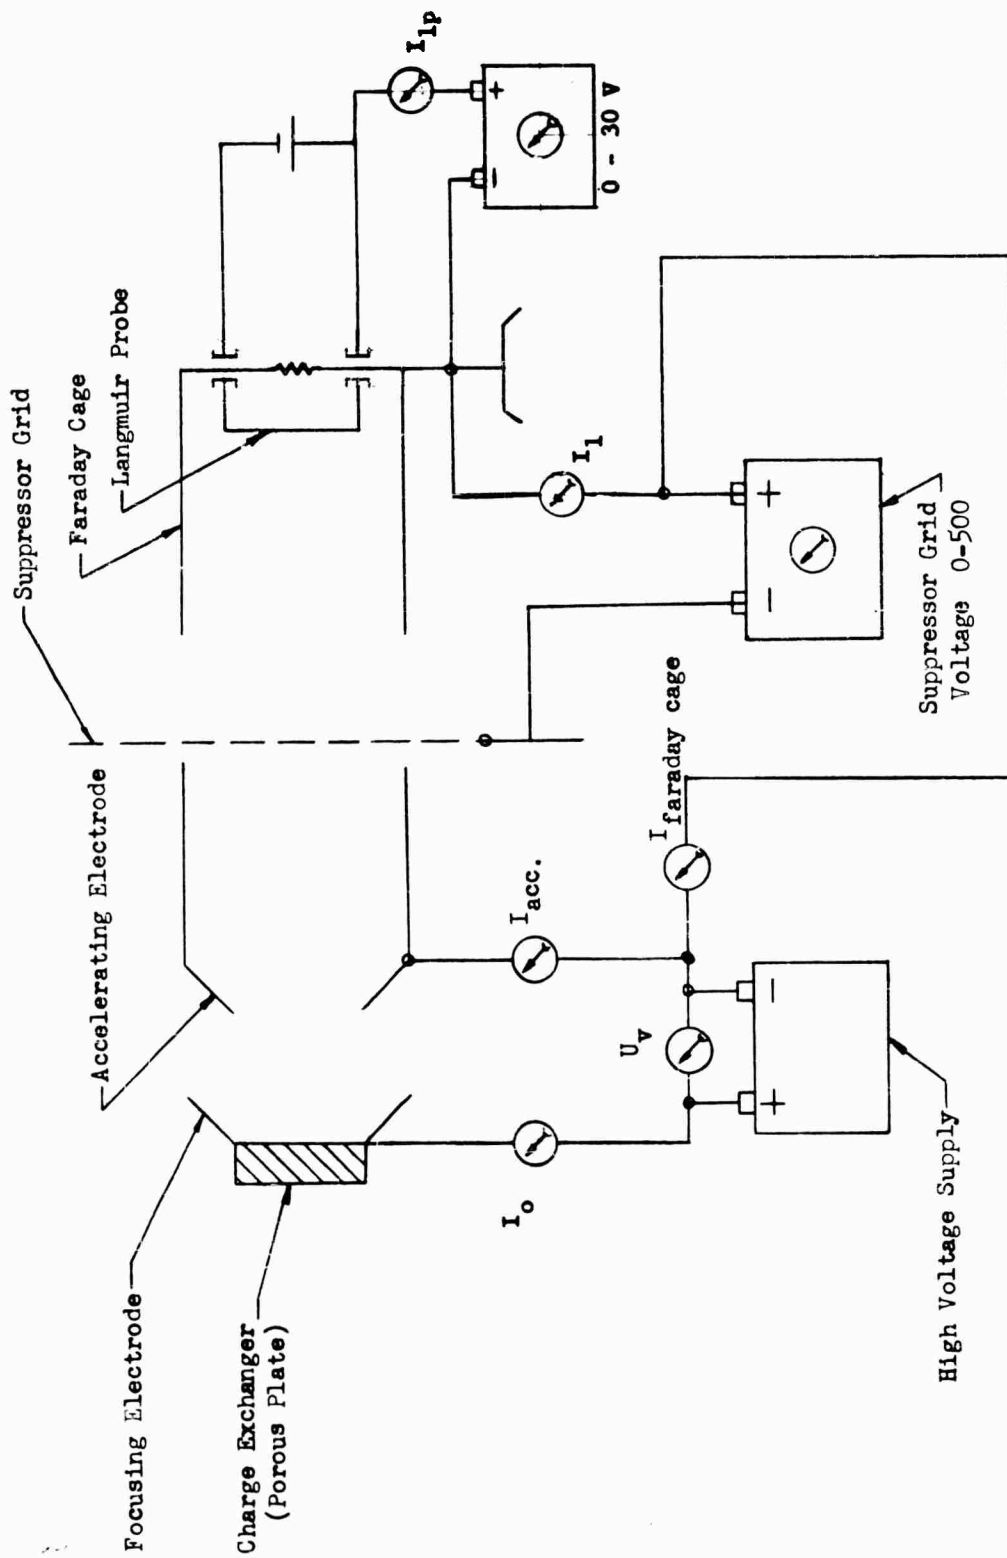 Suppressor Grid
Faraday Cage
Langmuir Probe
Accelerating Electrode
Focusing Electrode
Charge Exchanger
(Porous Plate)
I1p
+
-
0 - 30 V
I1
+
-
Suppressor Grid
Voltage 0-500
Ifaraday cage
Iacc.
Uv
Io
+
-
High Voltage Supply